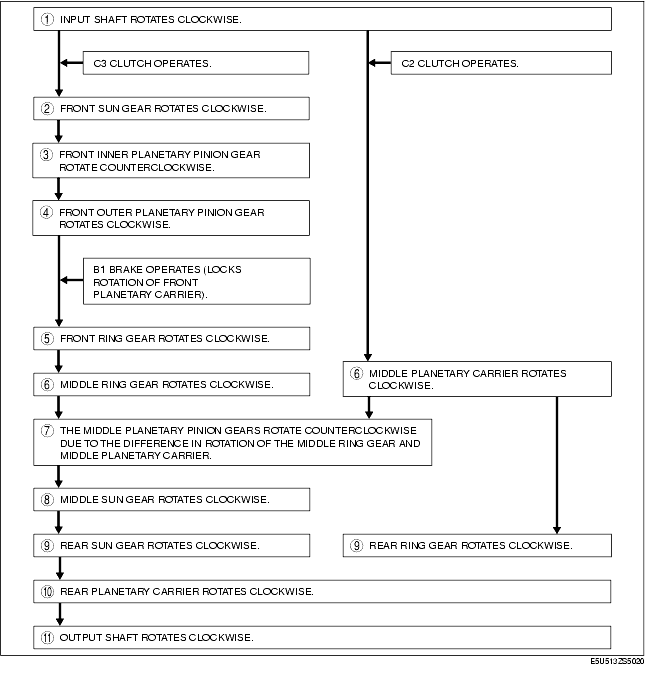 ① INPUT SHAFT ROTATES CLOCKWISE.
C3 CLUTCH OPERATES.
C2 CLUTCH OPERATES.
② FRONT SUN GEAR ROTATES CLOCKWISE.
③ FRONT INNER PLANETARY PINION GEAR
ROTATE COUNTERCLOCKWISE.
④ FRONT OUTER PLANETARY PINION GEAR
ROTATES CLOCKWISE.
B1 BRAKE OPERATES (LOCKS
ROTATION OF FRONT
PLANETARY CARRIER).
⑤ FRONT RING GEAR ROTATES CLOCKWISE.
⑥ MIDDLE RING GEAR ROTATES CLOCKWISE.
⑥ MIDDLE PLANETARY CARRIER ROTATES
CLOCKWISE.
⑦ THE MIDDLE PLANETARY PINION GEARS ROTATE COUNTERCLOCKWISE
DUE TO THE DIFFERENCE IN ROTATION OF THE MIDDLE RING GEAR AND
MIDDLE PLANETARY CARRIER.
⑧ MIDDLE SUN GEAR ROTATES CLOCKWISE.
⑨ REAR SUN GEAR ROTATES CLOCKWISE.
⑨ REAR RING GEAR ROTATES CLOCKWISE.
⑩ REAR PLANETARY CARRIER ROTATES CLOCKWISE.
⑪ OUTPUT SHAFT ROTATES CLOCKWISE.
E5U513ZS5020